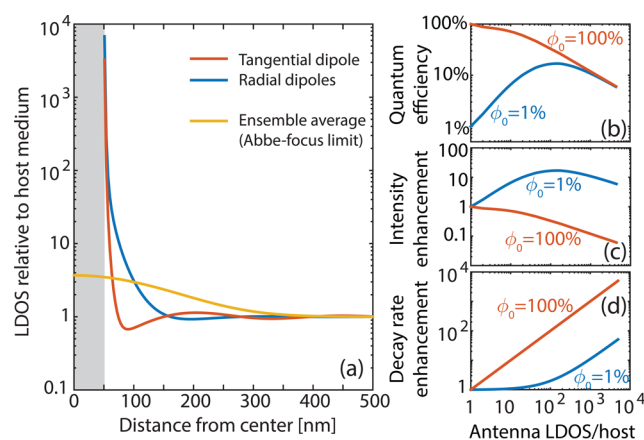 LDOS relative to host medium
10⁴
10³
10²
10
1
0.1
Tangential dipole
Radial dipoles
Ensemble average
(Abbe-focus limit)
(a)
0 50 100 150 200 250 300 350 400 450 500
Distance from center [nm]
Quantum
efficiency
100%
10%
1%
ϕ₀=100%
ϕ₀=1%
(b)
Intensity
enhancement
100
10
1
0.1
ϕ₀=1%
ϕ₀=100%
(c)
Decay rate
enhancement
4
10⁴
10²
1
ϕ₀=100%
(d)
ϕ₀=1%
1 10 10² 10³ 10⁴
Antenna LDOS/host